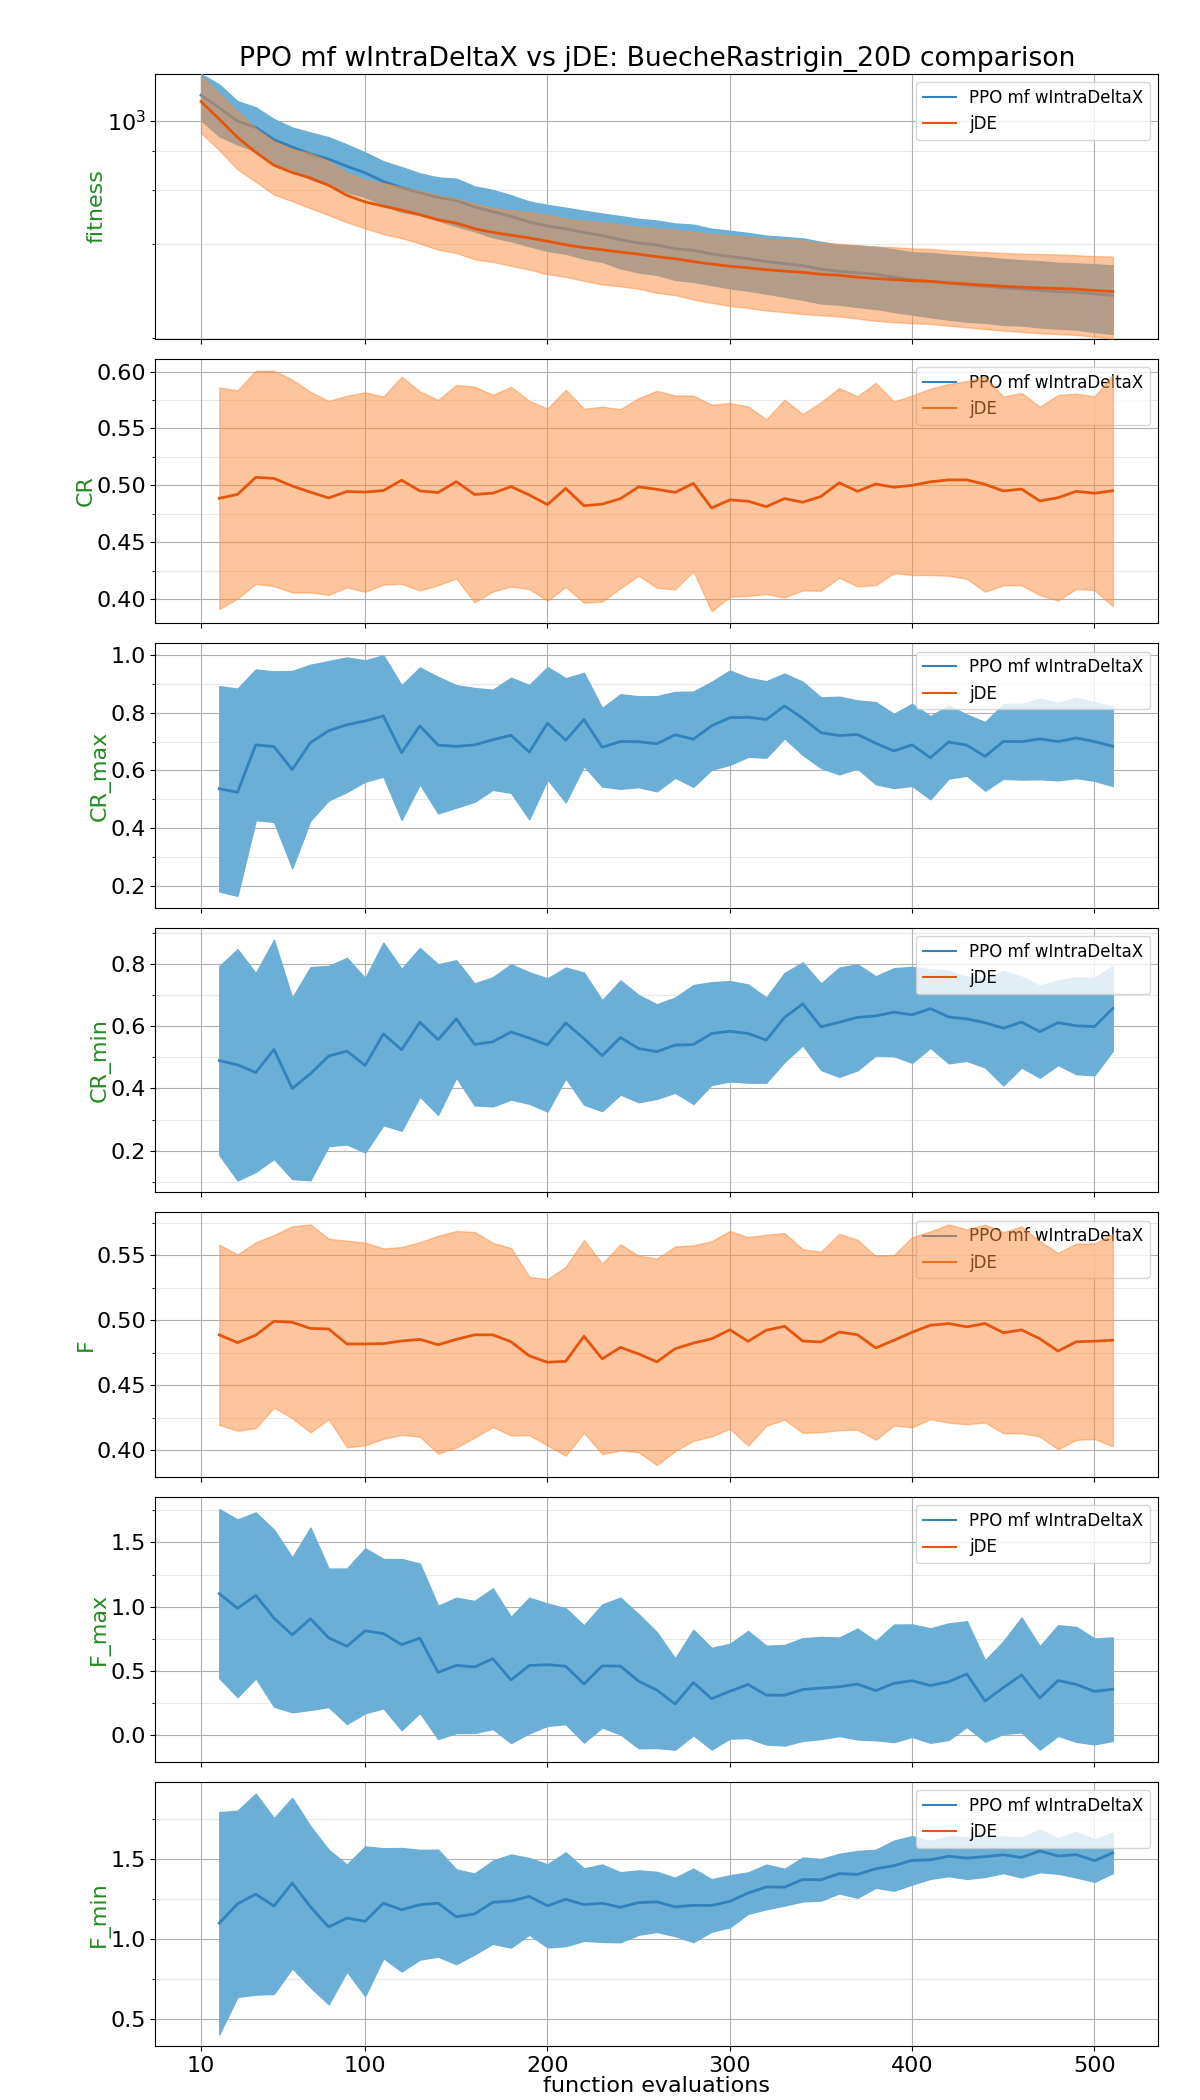 PPO mf wIntraDeltaX vs jDE: BuecheRastrigin_20D comparison
10³
fitness
PPO mf wIntraDeltaX
jDE
0.60
0.55
0.50
0.45
0.40
CR
PPO mf wIntraDeltaX
jDE
1.0
0.8
0.6
0.4
0.2
CR_max
PPO mf wIntraDeltaX
jDE
0.8
0.6
0.4
0.2
CR_min
PPO mf wIntraDeltaX
jDE
0.55
0.50
0.45
0.40
F
PPO mf wIntraDeltaX
jDE
1.5
1.0
0.5
0.0
F_max
PPO mf wIntraDeltaX
jDE
1.5
1.0
0.5
F_min
PPO mf wIntraDeltaX
jDE
10 100 200 300 400 500
function evaluations